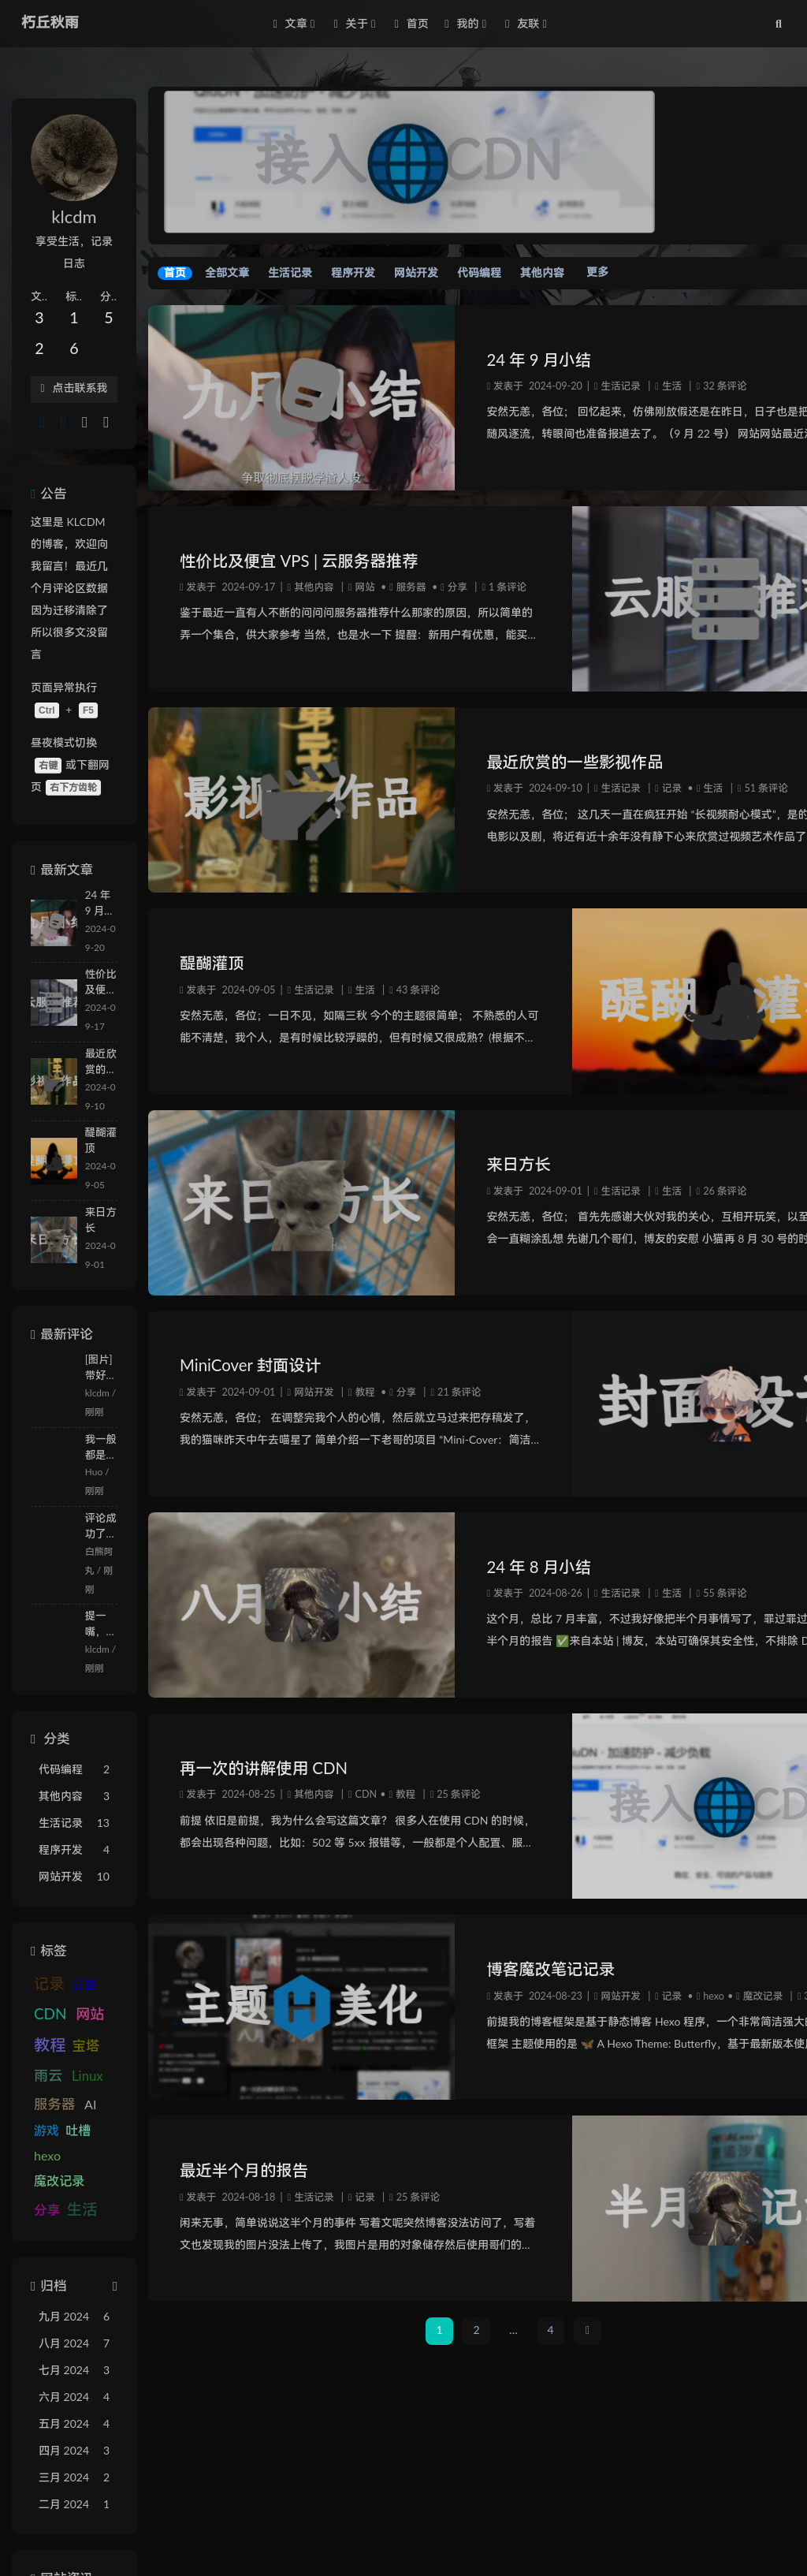 朽丘秋雨
文章
关于
首页
我的
友联
klcdm
享受生活，记录
日志
文..
标..
分..
3
1
5
2
6
点击联系我
公告
这里是 KLCDM
的博客，欢迎向
我留言！最近几
个月评论区数据
因为迁移清除了
所以很多文没留
言
页面异常执行
Ctrl + F5
昼夜模式切换
右键 或下翻网
页 右下方齿轮
最新文章
24 年
9 月...
2024-0
9-20
性价比
及便...
2024-0
9-17
最近欣
赏的...
2024-0
9-10
醍醐灌
顶
2024-0
9-05
来日方
长
2024-0
9-01
最新评论
[图片]
带好...
klcdm /
刚刚
我一般
都是...
Huo /
刚刚
评论成
功了...
白熊阿
丸 / 刚
刚
提一
嘴，...
klcdm /
刚刚
分类
代码编程 2
其他内容 3
生活记录 13
程序开发 4
网站开发 10
标签
记录
CDN 网站
教程 宝塔
雨云 Linux
服务器 AI
游戏 吐槽
hexo
魔改记录
分享 生活
归档
九月 2024 6
八月 2024 7
七月 2024 3
六月 2024 4
五月 2024 4
四月 2024 3
三月 2024 2
二月 2024 1
接入 CDN
首页 全部文章 生活记录 程序开发 网站开发 代码编程 其他内容 更多
九月小结
争取彻底摆脱学渣人设
24 年 9 月小结
发表于 2024-09-20 | 生活记录 | 生活 | 32 条评论
安然无恙，各位； 回忆起来，仿佛刚放假还是在昨日，日子也是把
随风逐流，转眼间也准备报道去了。（9 月 22 号） 网站网站最近
性价比及便宜 VPS | 云服务器推荐
发表于 2024-09-17 | 其他内容 | 网站 • 服务器 • 分享 | 1 条评论
鉴于最近一直有人不断的问问问服务器推荐什么那家的原因，所以简单的
弄一个集合，供大家参考 当然，也是水一下 提醒：新用户有优惠，能买...
云服 推
影视 作品
最近欣赏的一些影视作品
发表于 2024-09-10 | 生活记录 | 记录 • 生活 | 51 条评论
安然无恙，各位； 这几天一直在疯狂开始 “长视频耐心模式”，是的
电影以及剧，将近有近十余年没有静下心来欣赏过视频艺术作品了
醍醐灌顶
发表于 2024-09-05 | 生活记录 | 生活 | 43 条评论
安然无恙，各位；一日不见，如隔三秋 今个的主题很简单； 不熟悉的人可
能不清楚，我个人，是有时候比较浮躁的，但有时候又很成熟？(根据不...
醍醐 灌顶
来日方长
来日方长
发表于 2024-09-01 | 生活记录 | 生活 | 26 条评论
安然无恙，各位； 首先先感谢大伙对我的关心，互相开玩笑，以至
会一直糊涂乱想 先谢几个哥们，博友的安慰 小猫再 8 月 30 号的时
MiniCover 封面设计
发表于 2024-09-01 | 网站开发 | 教程 • 分享 | 21 条评论
安然无恙，各位； 在调整完我个人的心情，然后就立马过来把存稿发了，
我的猫咪昨天中午去喵星了 简单介绍一下老哥的项目 “Mini-Cover：简洁...
封面 设
八月小结
24 年 8 月小结
发表于 2024-08-26 | 生活记录 | 生活 | 55 条评论
这个月，总比 7 月丰富，不过我好像把半个月事情写了，罪过罪过
半个月的报告 ✅来自本站 | 博友，本站可确保其安全性，不排除 D
再一次的讲解使用 CDN
发表于 2024-08-25 | 其他内容 | CDN • 教程 | 25 条评论
前提 依旧是前提，我为什么会写这篇文章？ 很多人在使用 CDN 的时候，
都会出现各种问题，比如：502 等 5xx 报错等，一般都是个人配置、服...
接入 CD
主题 美化
博客魔改笔记记录
发表于 2024-08-23 | 网站开发 | 记录 • hexo • 魔改记录 | 3
前提我的博客框架是基于静态博客 Hexo 程序，一个非常简洁强大的
框架 主题使用的是 🦋 A Hexo Theme: Butterfly，基于最新版本使
最近半个月的报告
发表于 2024-08-18 | 生活记录 | 记录 | 25 条评论
闲来无事，简单说说这半个月的事件 写着文呢突然博客没法访问了，写着
文也发现我的图片没法上传了，我图片是用的对象储存然后使用哥们的...
半月 记
1 2 ... 4